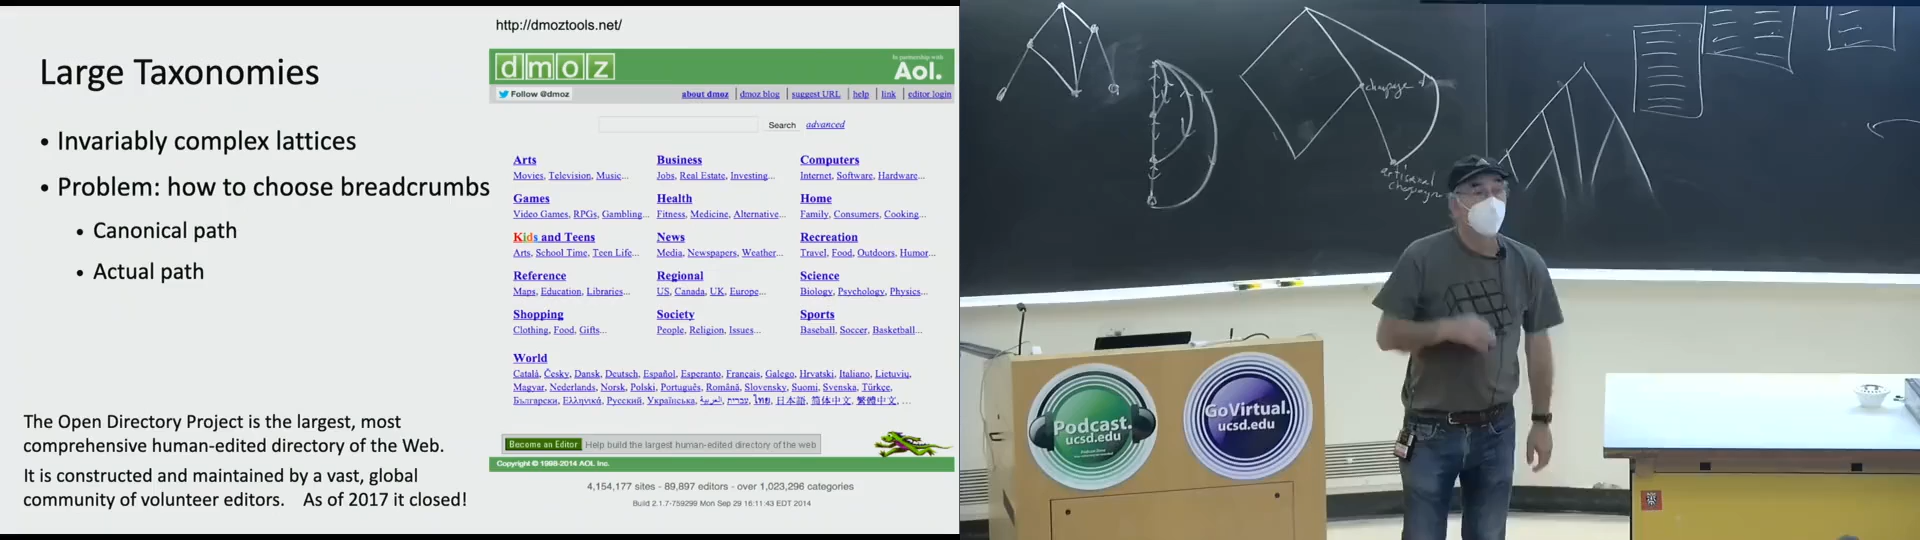 http://dmoztools.net/
Large Taxonomies
• Invariably complex lattices
• Problem: how to choose breadcrumbs
• Canonical path
• Actual path
The Open Directory Project is the largest, most
comprehensive human-edited directory of the Web.
It is constructed and maintained by a vast, global
community of volunteer editors. As of 2017 it closed!
dmoz
In partnership with
Aol.
Follow @dmoz
about dmoz | dmoz blog | suggest URL | help | link | editor login
Search advanced
Arts Business Computers
Movies, Television, Music... Jobs, Real Estate, Investing... Internet, Software, Hardware...
Games Health Home
Video Games, RPGs, Gambling... Fitness, Medicine, Alternative... Family, Consumers, Cooking...
Kids and Teens News Recreation
Arts, School Time, Teen Life... Media, Newspapers, Weather... Travel, Food, Outdoors, Humor...
Reference Regional Science
Maps, Education, Libraries... US, Canada, UK, Europe... Biology, Psychology, Physics...
Shopping Society Sports
Clothing, Food, Gifts... People, Religion, Issues... Baseball, Soccer, Basketball...
World
Català, Česky, Dansk, Deutsch, Español, Esperanto, Français, Galego, Hrvatski, Italiano, Lietuvių,
Magyar, Nederlands, Norsk, Polski, Português, Română, Slovensky, Suomi, Svenska, Türkçe,
Български, Ελληνικά, Русский, Українська, العربية, עברית, ไทย, 日本語, 简体中文, 繁體中文, ...
Become an Editor Help build the largest human-edited directory of the web
Copyright © 1998-2014 AOL Inc.
4,154,177 sites - 89,897 editors - over 1,023,296 categories
Build 2.1.7-759299 Mon Sep 29 16:11:43 EDT 2014
artisanal
Podcast.
ucsd.edu
GoVirtual.
ucsd.edu